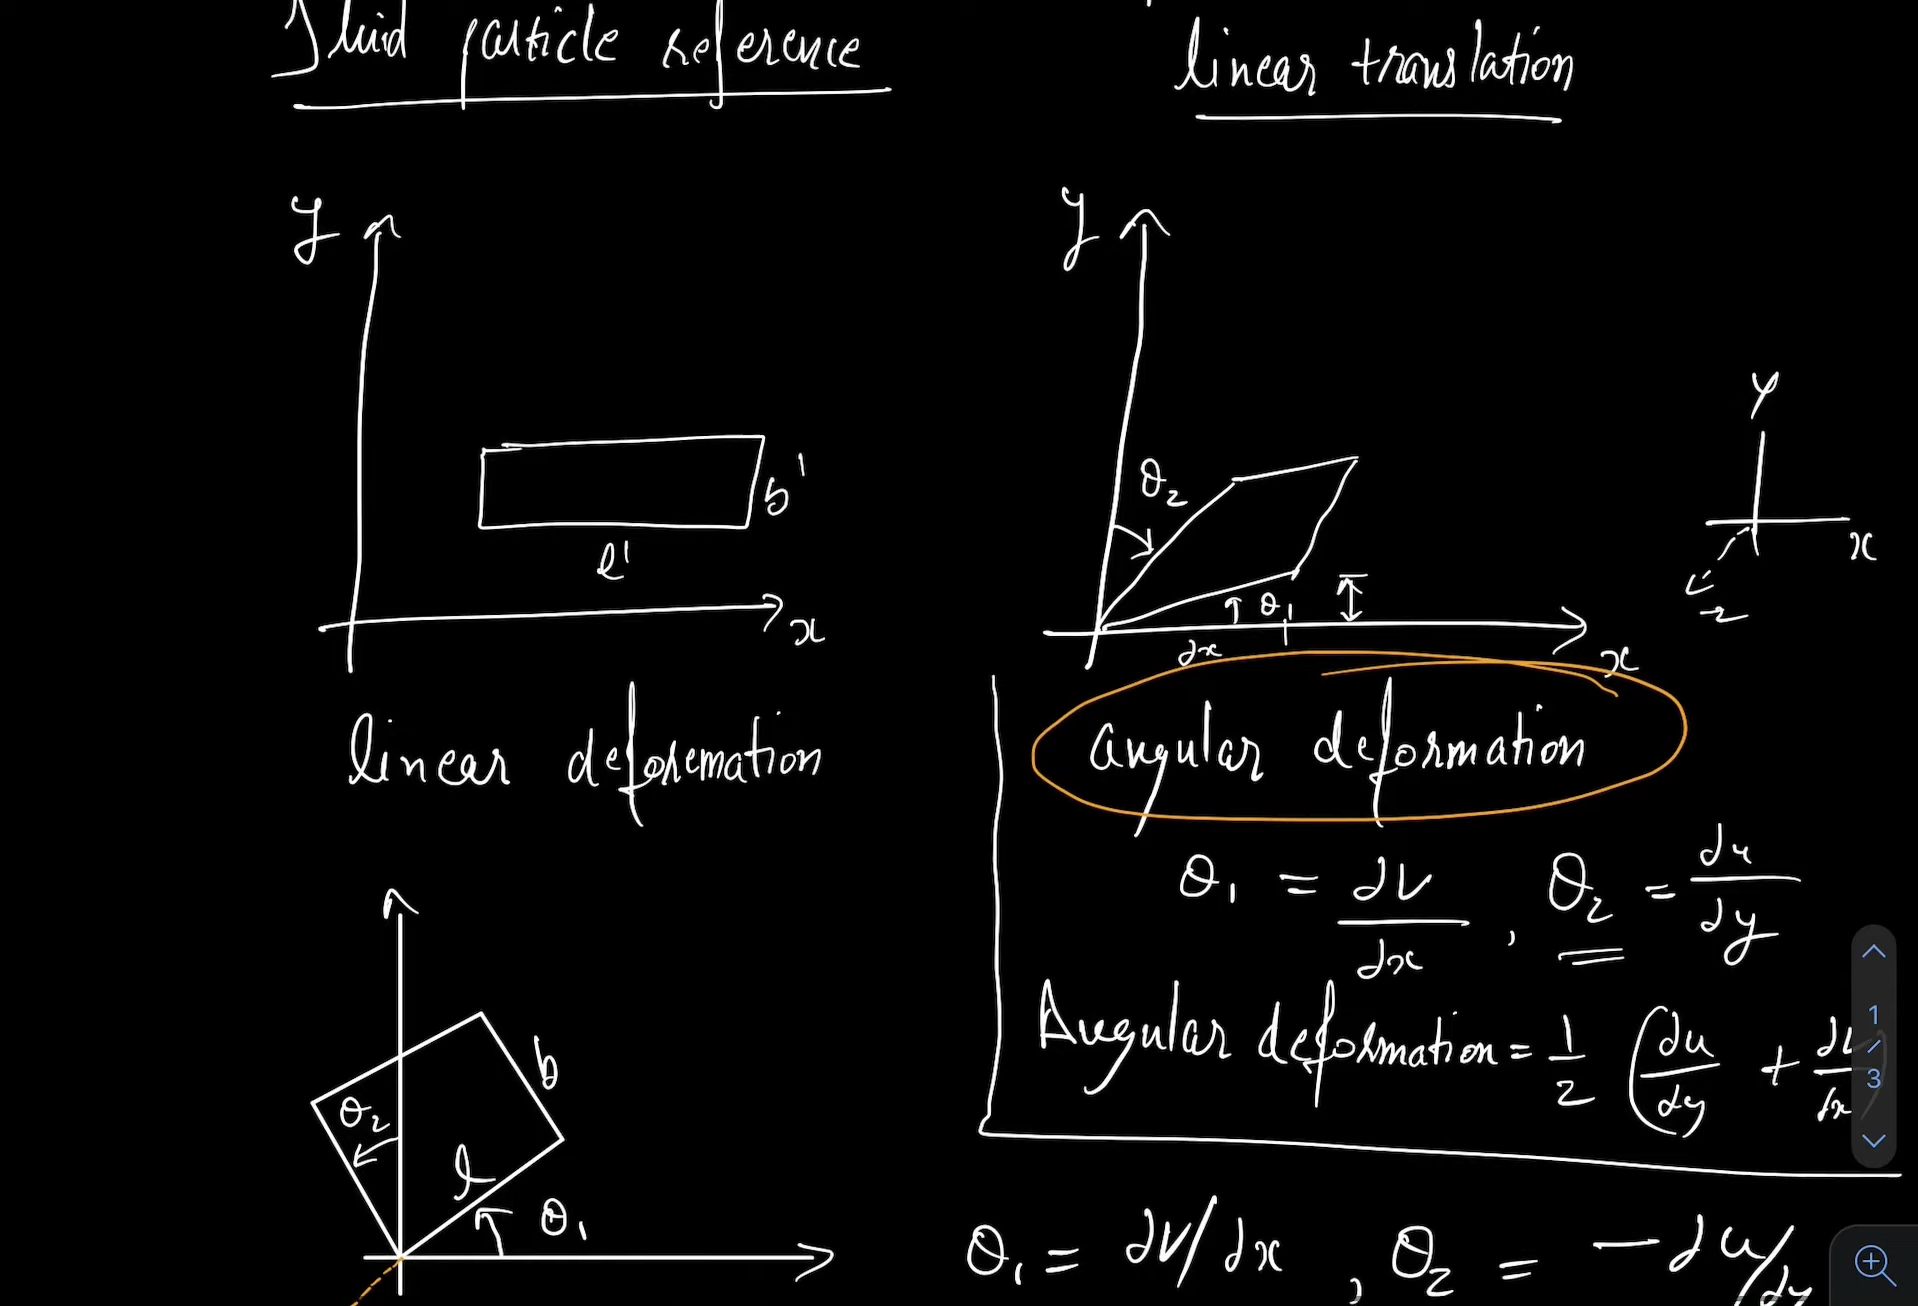 Fluid particle reference
linear translation
y
b'
l'
x
linear deformation
y
θ₂
θ₁
∂x
x
y
x
z
angular deformation
θ₁ = ∂v/∂x , θ₂ = ∂u/∂y
Angular deformation = 1/2 (∂u/∂y + ∂v/∂x)
θ₂
b
l
θ₁
θ₁ = ∂v/∂x , θ₂ = -∂u/∂y
1
/
3